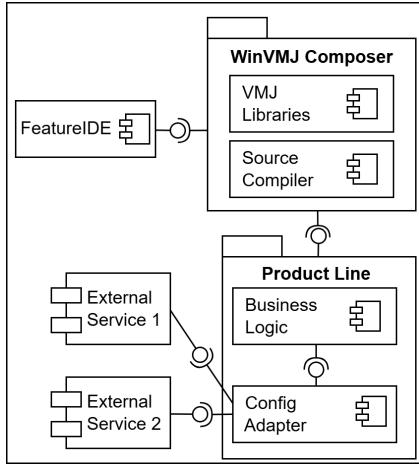 WinVMJ Composer
VMJ
Libraries
FeatureIDE
Source
Compiler
Product Line
External
Service 1
Business
Logic
External
Service 2
Config
Adapter